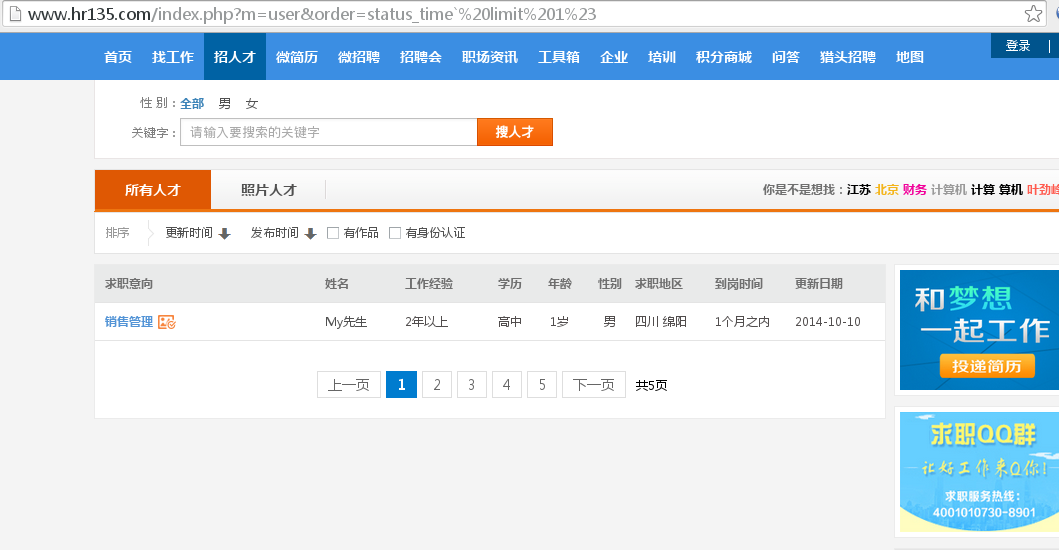 www.hr135.com/index.php?m=user&order=status_time`%20limit%201%23
首页 找工作 招人才 微简历 微招聘 招聘会 职场资讯 工具箱 企业 培训 积分商城 问答 猎头招聘 地图 登录 |
性 别：全部 男 女
关键字： 请输入要搜索的关键字 搜人才
所有人才 照片人才 你是不是想找：江苏 北京 财务 计算机 计算 算机 叶劲峰
排序 更新时间 发布时间 有作品 有身份认证
求职意向 姓名 工作经验 学历 年龄 性别 求职地区 到岗时间 更新日期
销售管理 My先生 2年以上 高中 1岁 男 四川 绵阳 1个月之内 2014-10-10
上一页 1 2 3 4 5 下一页 共5页
和梦想
一起工作
投递简历
求职QQ群
让好工作来Q你！
求职服务热线：
4001010730-8901